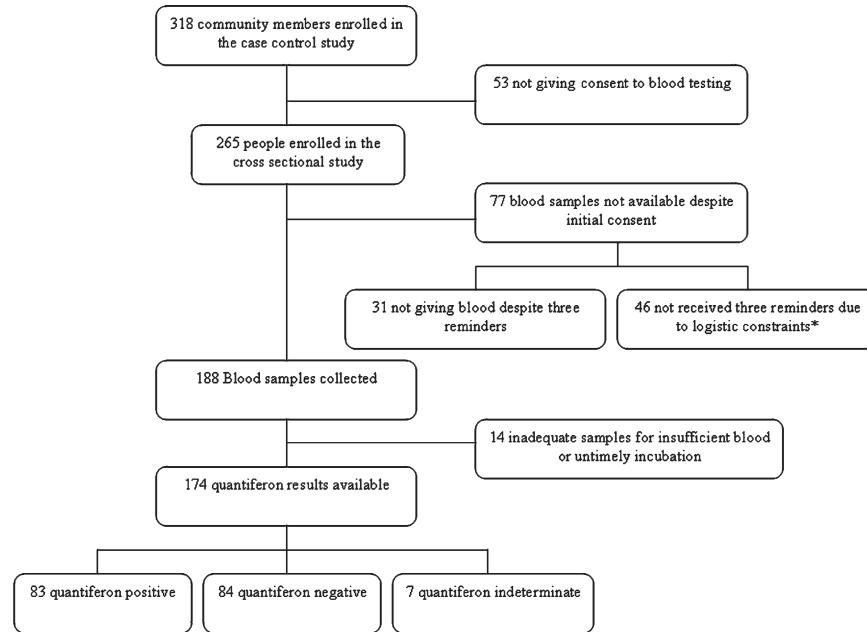 318 community members enrolled in
the case control study
53 not giving consent to blood testing
265 people enrolled in the
cross sectional study
77 blood samples not available despite
initial consent
31 not giving blood despite three
reminders
46 not received three reminders due
to logistic constraints*
188 Blood samples collected
14 inadequate samples for insufficient blood
or untimely incubation
174 quantiferon results available
83 quantiferon positive
84 quantiferon negative
7 quantiferon indeterminate